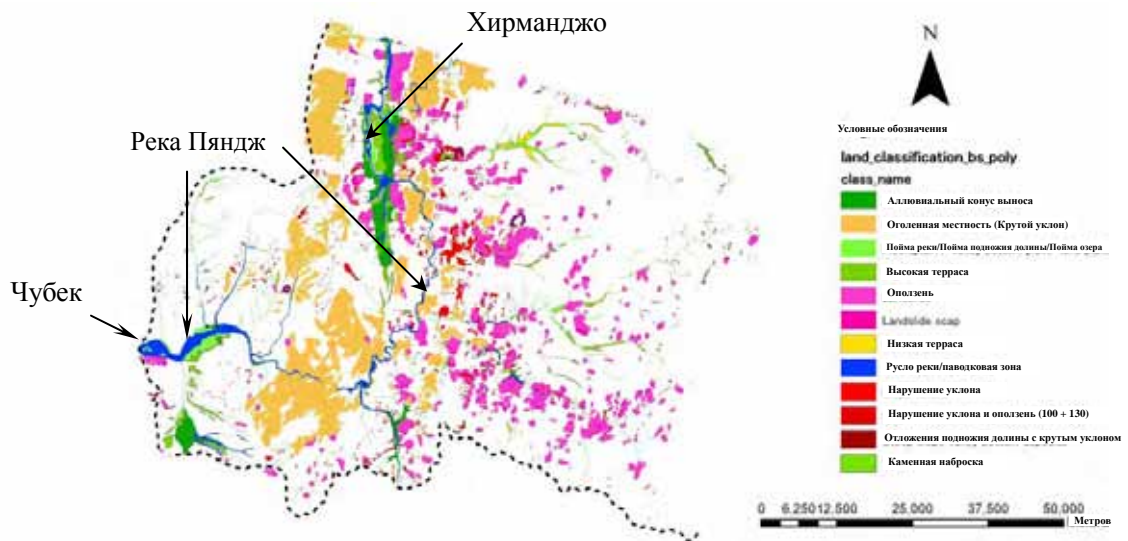 Хирманджо
Река Пяндж
Чубек
N
Условные обозначения
land_classification_bs_poly
class_name
Аллювиальный конус выноса
Оголенная местность (Крутой уклон)
Пойма реки/Пойма подножия долины/Пойма озера
Высокая терраса
Оползень
Landslide scap
Низкая терраса
Русло реки/паводковая зона
Нарушение уклона
Нарушение уклона и оползень (100 + 130)
Отложения подножия долины с крутым уклоном
Каменная наброска
0 6.250 12,500 25,000 37,500 50,000 Метров